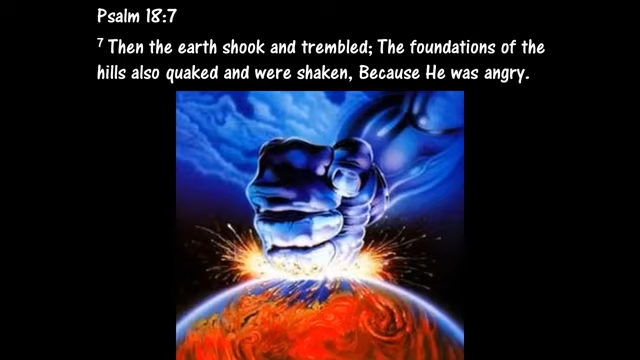 Psalm 18:7
7 Then the earth shook and trembled; The foundations of the
hills also quaked and were shaken, Because He was angry.